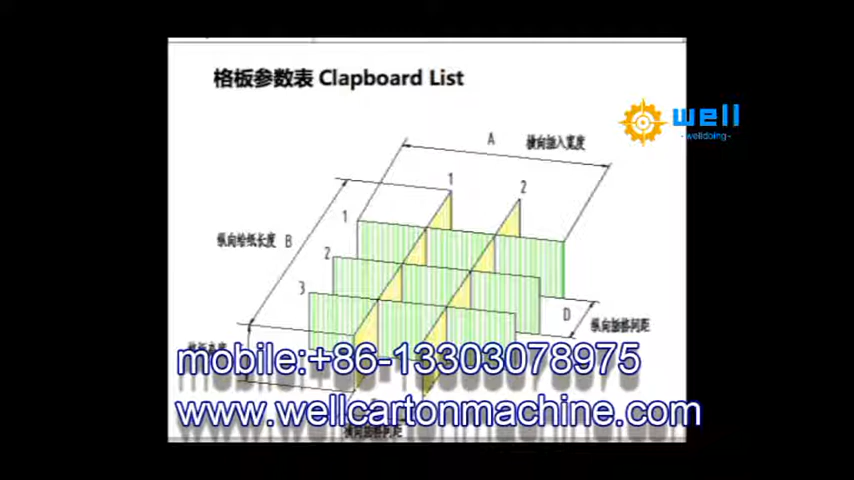 格板参数表 Clapboard List
well
- welldoing -
A 横向插入宽度
1 2
1
纵向给纸长度 B
2
3
D
纵向插格间距
mobile:+86-13303078975
www.wellcartonmachine.com
横向插格间距